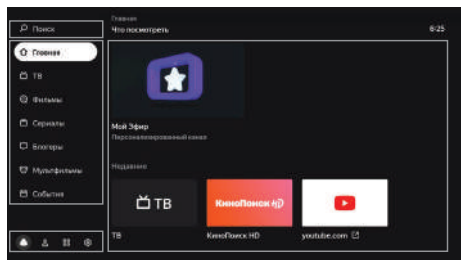 Поиск
Главная
ТВ
Фильмы
Сериалы
Блогеры
Мультфильмы
События
Главная
Что посмотреть
6:25
Мой Эфир
Персонализированный канал
Недавние
ТВ
КиноПоиск HD
ТВ
КиноПоиск HD
youtube.com